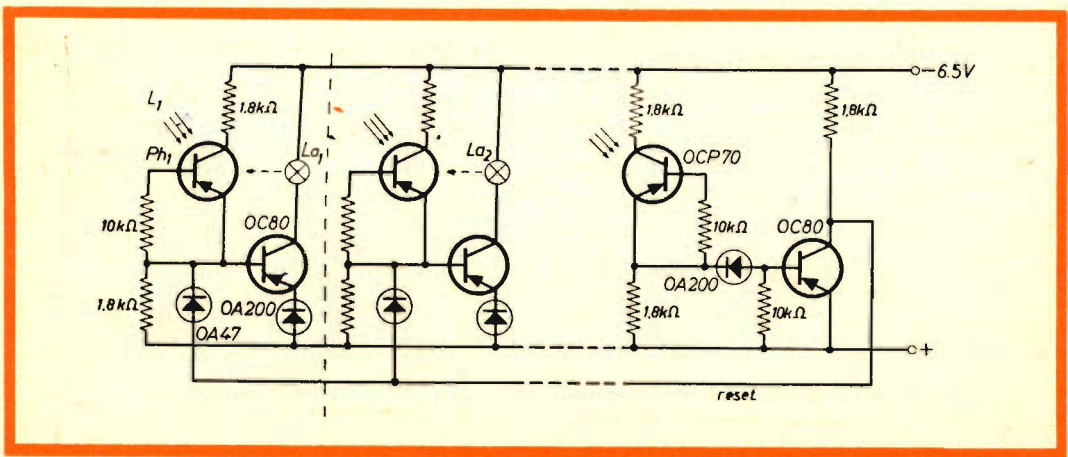 −6.5V
L1
1.8kΩ
1,8kΩ
1,8kΩ
Ph1
La1
La2
OCP70
10kΩ
OC80
10kΩ
OC80
1,8kΩ
OA200
OA47
OA200
1,8kΩ
10kΩ
+
reset